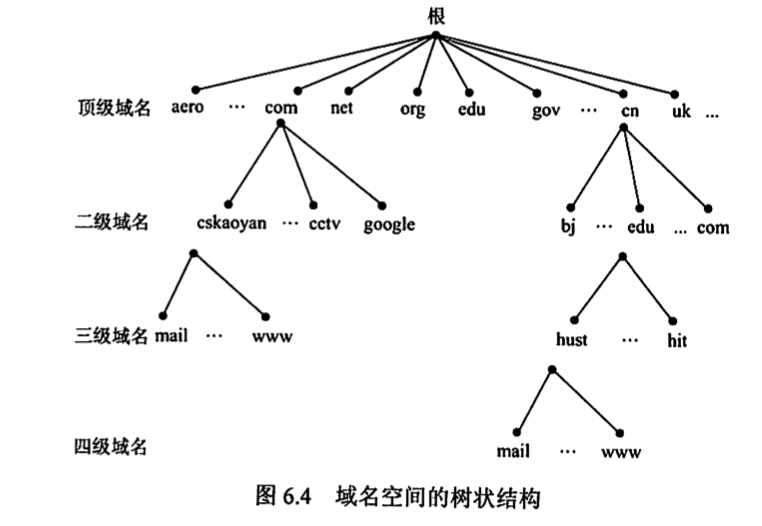 根
顶级域名 aero ··· com net org edu gov ··· cn uk ...
二级域名 cskaoyan ··· cctv google bj ··· edu ... com
三级域名 mail ··· www hust ··· hit
四级域名 mail ··· www
图 6.4 域名空间的树状结构